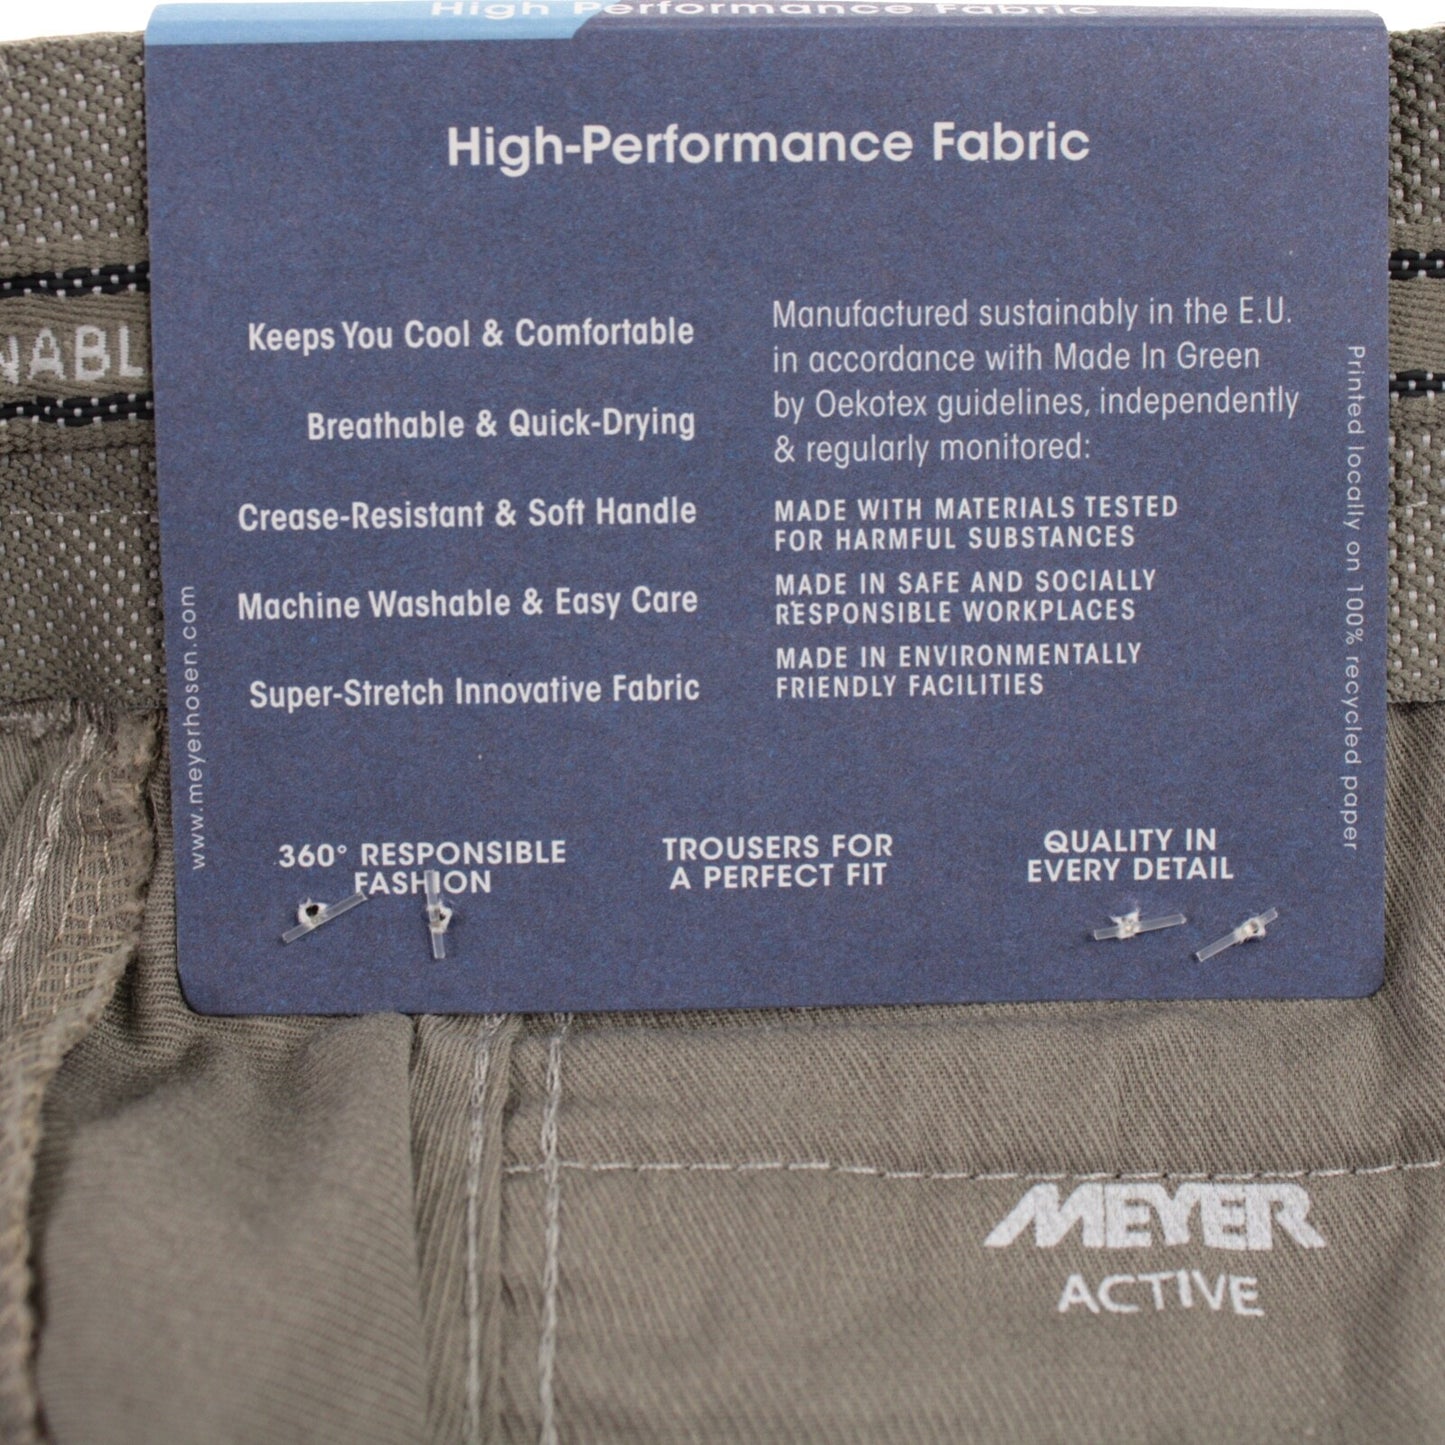 High Performance Fabric
High-Performance Fabric
Keeps You Cool & Comfortable
Breathable & Quick-Drying
Crease-Resistant & Soft Handle
Machine Washable & Easy Care
Super-Stretch Innovative Fabric
Manufactured sustainably in the E.U.
in accordance with Made In Green
by Oekotex guidelines, independently
& regularly monitored:
MADE WITH MATERIALS TESTED
FOR HARMFUL SUBSTANCES
MADE IN SAFE AND SOCIALLY
RESPONSIBLE WORKPLACES
MADE IN ENVIRONMENTALLY
FRIENDLY FACILITIES
360° RESPONSIBLE
FASHION
TROUSERS FOR
A PERFECT FIT
QUALITY IN
EVERY DETAIL
www.meyerhosen.com
Printed locally on 100% recycled paper
MEYER
ACTIVE